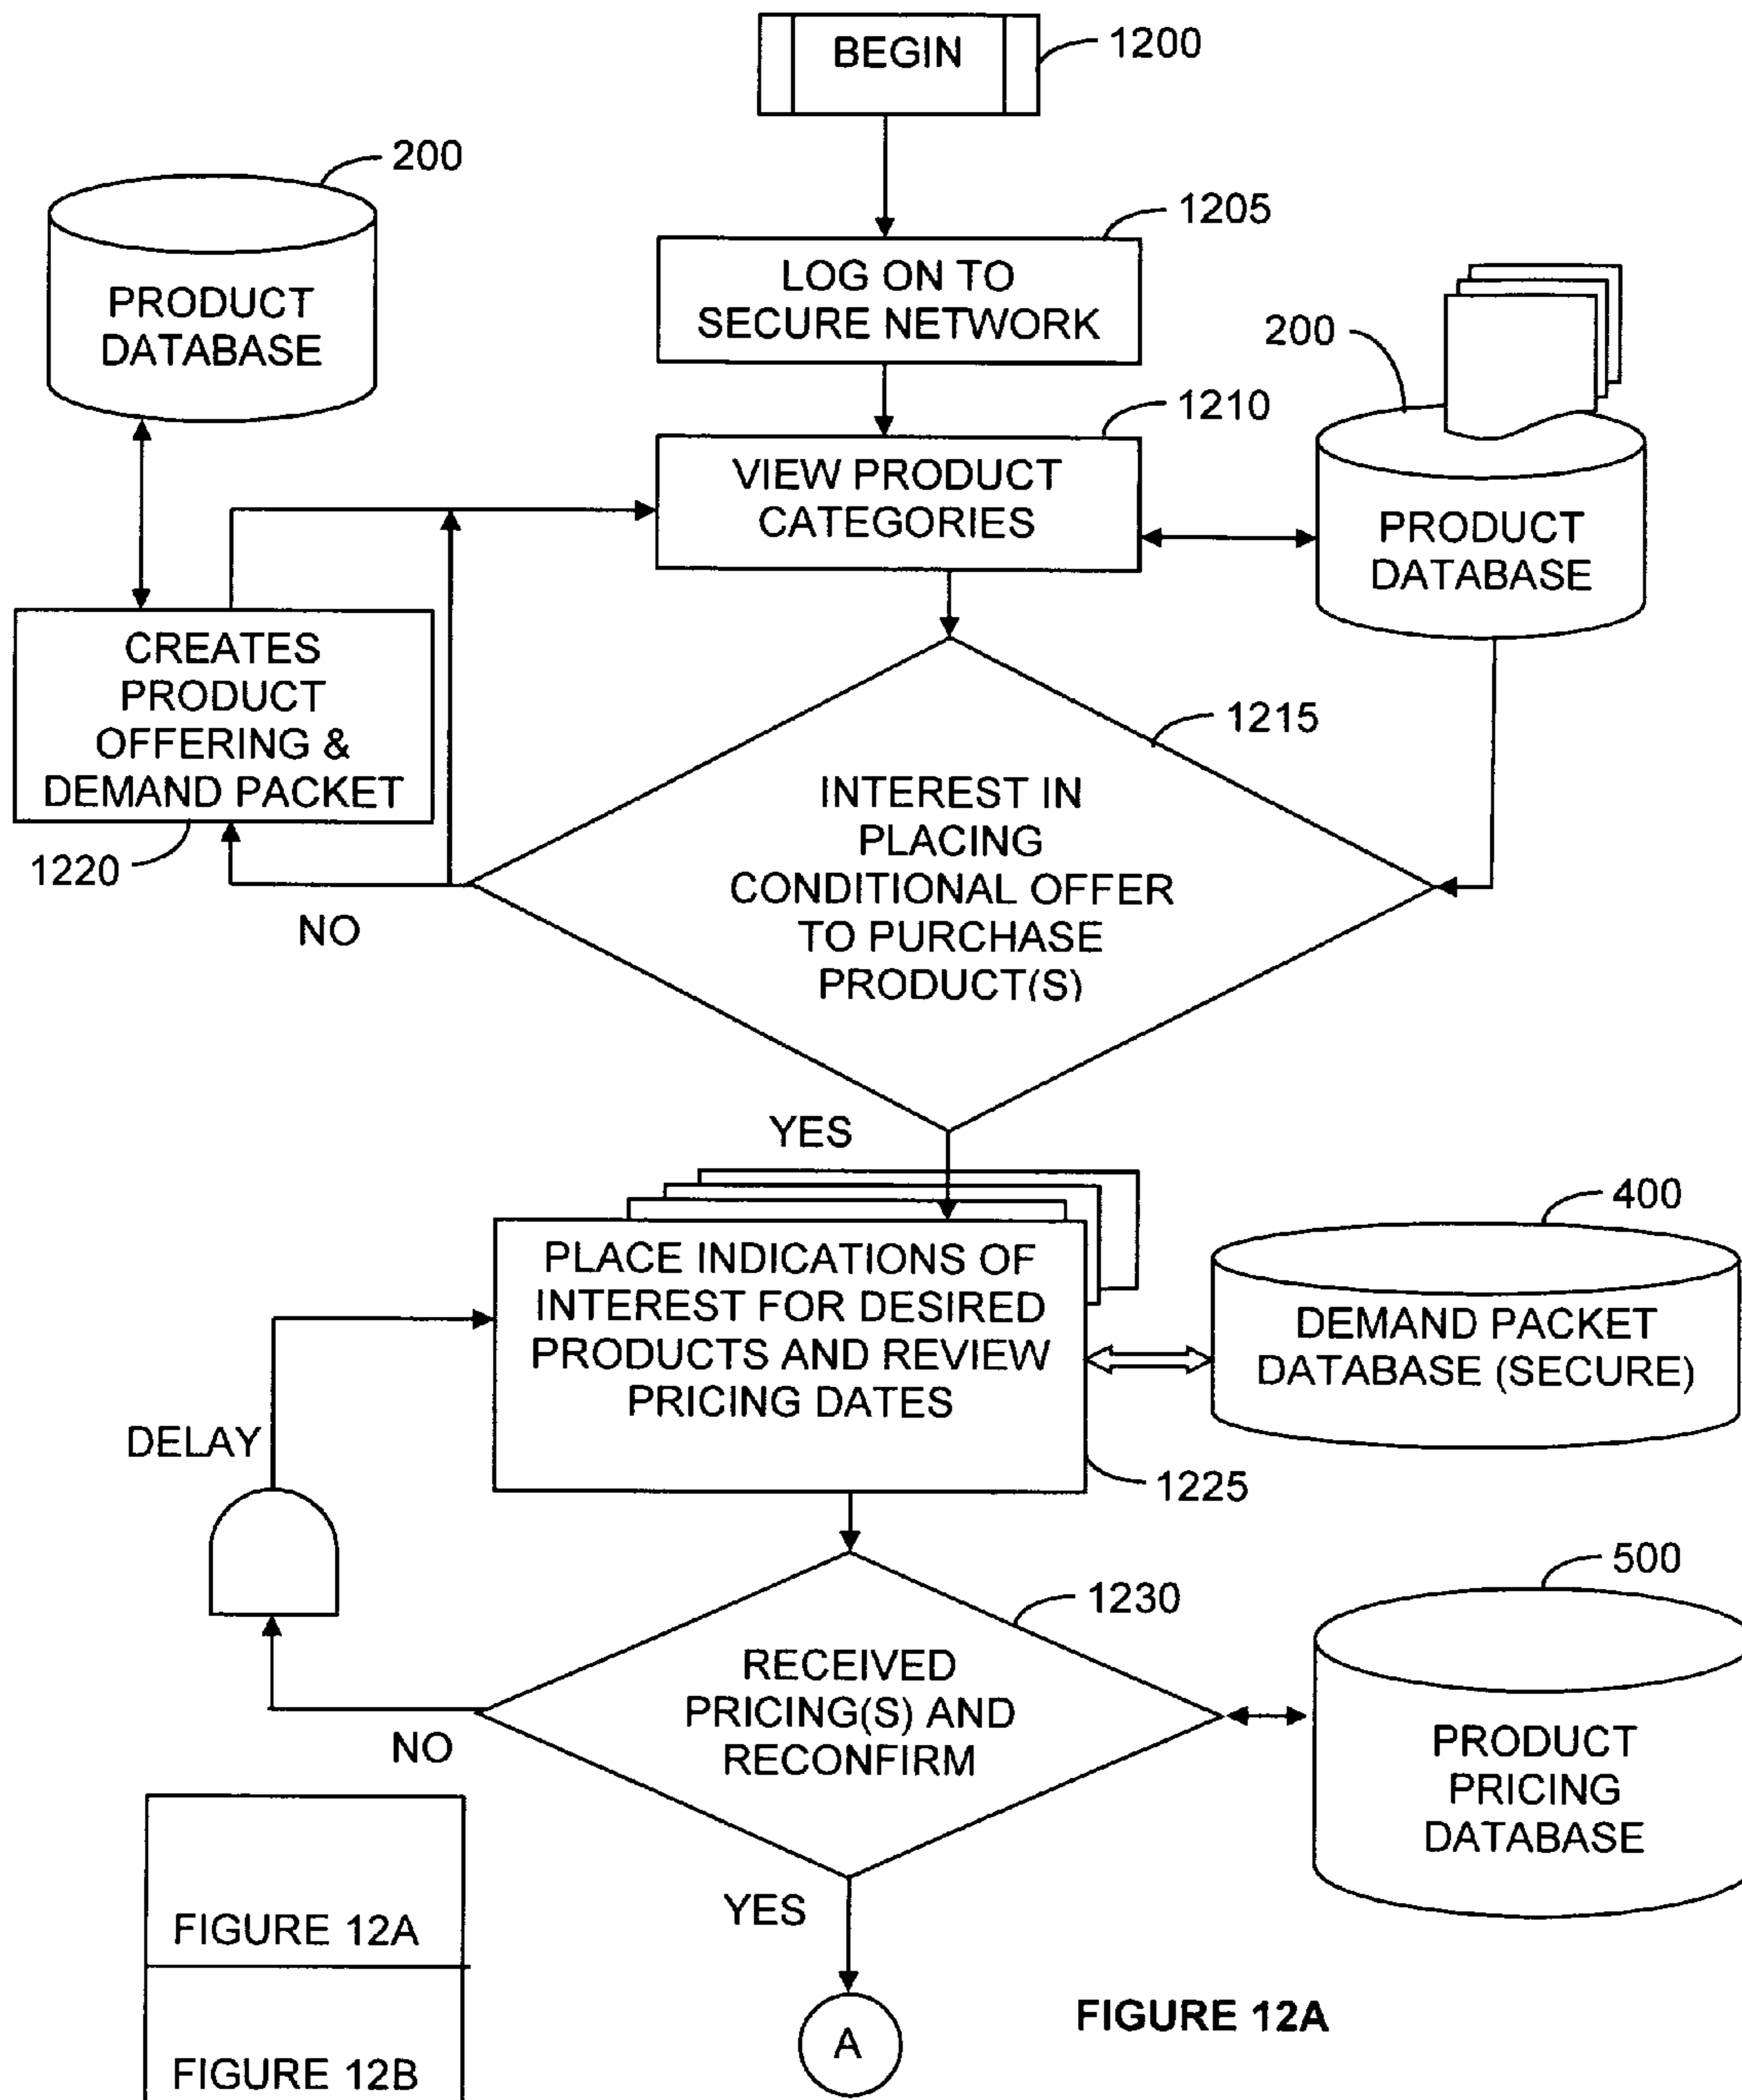 BEGIN
1200
200
PRODUCT
DATABASE
1205
LOG ON TO
SECURE NETWORK
200
1210
VIEW PRODUCT
CATEGORIES
PRODUCT
DATABASE
CREATES
PRODUCT
OFFERING &
DEMAND PACKET
1220
NO
1215
INTEREST IN
PLACING
CONDITIONAL OFFER
TO PURCHASE
PRODUCT(S)
YES
PLACE INDICATIONS OF
INTEREST FOR DESIRED
PRODUCTS AND REVIEW
PRICING DATES
1225
400
DEMAND PACKET
DATABASE (SECURE)
DELAY
1230
RECEIVED
PRICING(S) AND
RECONFIRM
NO
500
PRODUCT
PRICING
DATABASE
YES
A
FIGURE 12A
FIGURE 12B
FIGURE 12A